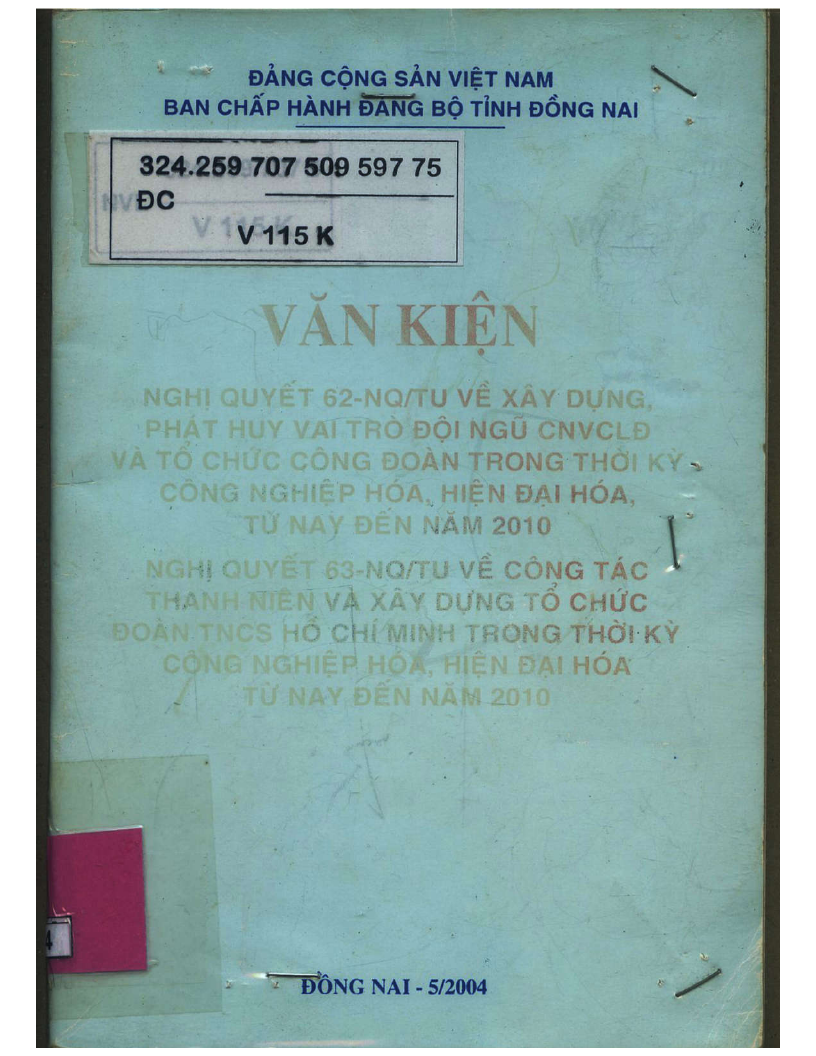 ĐẢNG CỘNG SẢN VIỆT NAM
BAN CHẤP HÀNH ĐẢNG BỘ TỈNH ĐỒNG NAI
324.259 707 509 597 75
ĐC
V 115 K
VĂN KIỆN
NGHỊ QUYẾT 62-NQ/TU VỀ XÂY DỰNG,
PHÁT HUY VAI TRÒ ĐỘI NGŨ CNVCLĐ
VÀ TỔ CHỨC CÔNG ĐOÀN TRONG THỜI KỲ
CÔNG NGHIỆP HÓA, HIỆN ĐẠI HÓA,
TỪ NAY ĐẾN NĂM 2010
NGHỊ QUYẾT 63-NQ/TU VỀ CÔNG TÁC
THANH NIÊN VÀ XÂY DỰNG TỔ CHỨC
ĐOÀN TNCS HỒ CHÍ MINH TRONG THỜI KỲ
CÔNG NGHIỆP HÓA, HIỆN ĐẠI HÓA
TỪ NAY ĐẾN NĂM 2010
4
ĐỒNG NAI - 5/2004